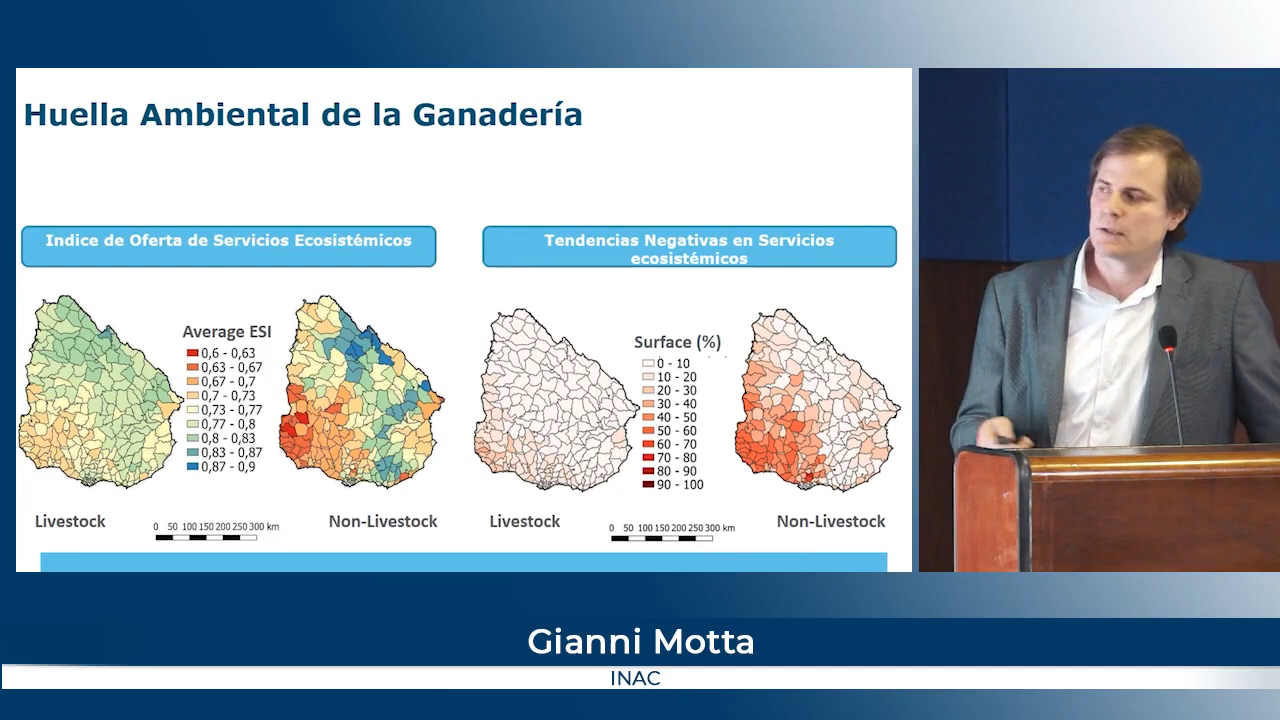 Huella Ambiental de la Ganadería
Indice de Oferta de Servicios Ecosistémicos
Tendencias Negativas en Servicios
ecosistémicos
Average ESI
0,6 - 0,63
0,63 - 0,67
0,67 - 0,7
0,7 - 0,73
0,73 - 0,77
0,77 - 0,8
0,8 - 0,83
0,83 - 0,87
0,87 - 0,9
Surface (%)
0 - 10
10 - 20
20 - 30
30 - 40
40 - 50
50 - 60
60 - 70
70 - 80
80 - 90
90 - 100
Livestock
0 50 100 150 200 250 300 km
Non-Livestock
Livestock
0 50 100 150 200 250 300 km
Non-Livestock
Gianni Motta
INAC